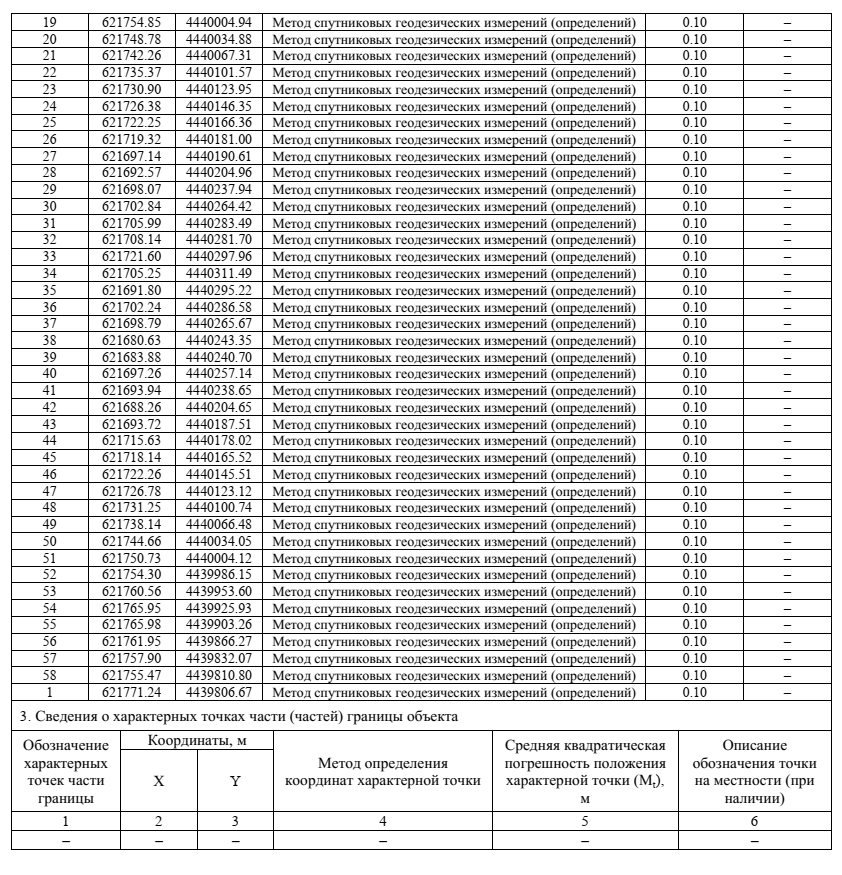 19 621754.85 4440004.94 Метод спутниковых геодезических измерений (определений) 0.10 –
20 621748.78 4440034.88 Метод спутниковых геодезических измерений (определений) 0.10 –
21 621742.26 4440067.31 Метод спутниковых геодезических измерений (определений) 0.10 –
22 621735.37 4440101.57 Метод спутниковых геодезических измерений (определений) 0.10 –
23 621730.90 4440123.95 Метод спутниковых геодезических измерений (определений) 0.10 –
24 621726.38 4440146.35 Метод спутниковых геодезических измерений (определений) 0.10 –
25 621722.25 4440166.36 Метод спутниковых геодезических измерений (определений) 0.10 –
26 621719.32 4440181.00 Метод спутниковых геодезических измерений (определений) 0.10 –
27 621697.14 4440190.61 Метод спутниковых геодезических измерений (определений) 0.10 –
28 621692.57 4440204.96 Метод спутниковых геодезических измерений (определений) 0.10 –
29 621698.07 4440237.94 Метод спутниковых геодезических измерений (определений) 0.10 –
30 621702.84 4440264.42 Метод спутниковых геодезических измерений (определений) 0.10 –
31 621705.99 4440283.49 Метод спутниковых геодезических измерений (определений) 0.10 –
32 621708.14 4440281.70 Метод спутниковых геодезических измерений (определений) 0.10 –
33 621721.60 4440297.96 Метод спутниковых геодезических измерений (определений) 0.10 –
34 621705.25 4440311.49 Метод спутниковых геодезических измерений (определений) 0.10 –
35 621691.80 4440295.22 Метод спутниковых геодезических измерений (определений) 0.10 –
36 621702.24 4440286.58 Метод спутниковых геодезических измерений (определений) 0.10 –
37 621698.79 4440265.67 Метод спутниковых геодезических измерений (определений) 0.10 –
38 621680.63 4440243.35 Метод спутниковых геодезических измерений (определений) 0.10 –
39 621683.88 4440240.70 Метод спутниковых геодезических измерений (определений) 0.10 –
40 621697.26 4440257.14 Метод спутниковых геодезических измерений (определений) 0.10 –
41 621693.94 4440238.65 Метод спутниковых геодезических измерений (определений) 0.10 –
42 621688.26 4440204.65 Метод спутниковых геодезических измерений (определений) 0.10 –
43 621693.72 4440187.51 Метод спутниковых геодезических измерений (определений) 0.10 –
44 621715.63 4440178.02 Метод спутниковых геодезических измерений (определений) 0.10 –
45 621718.14 4440165.52 Метод спутниковых геодезических измерений (определений) 0.10 –
46 621722.26 4440145.51 Метод спутниковых геодезических измерений (определений) 0.10 –
47 621726.78 4440123.12 Метод спутниковых геодезических измерений (определений) 0.10 –
48 621731.25 4440100.74 Метод спутниковых геодезических измерений (определений) 0.10 –
49 621738.14 4440066.48 Метод спутниковых геодезических измерений (определений) 0.10 –
50 621744.66 4440034.05 Метод спутниковых геодезических измерений (определений) 0.10 –
51 621750.73 4440004.12 Метод спутниковых геодезических измерений (определений) 0.10 –
52 621754.30 4439986.15 Метод спутниковых геодезических измерений (определений) 0.10 –
53 621760.56 4439953.60 Метод спутниковых геодезических измерений (определений) 0.10 –
54 621765.95 4439925.93 Метод спутниковых геодезических измерений (определений) 0.10 –
55 621765.98 4439903.26 Метод спутниковых геодезических измерений (определений) 0.10 –
56 621761.95 4439866.27 Метод спутниковых геодезических измерений (определений) 0.10 –
57 621757.90 4439832.07 Метод спутниковых геодезических измерений (определений) 0.10 –
58 621755.47 4439810.80 Метод спутниковых геодезических измерений (определений) 0.10 –
1 621771.24 4439806.67 Метод спутниковых геодезических измерений (определений) 0.10 –
3. Сведения о характерных точках части (частей) границы объекта
Обозначение
характерных
точек части
границы
Координаты, м
X
Y
Метод определения
координат характерной точки
Средняя квадратическая
погрешность положения
характерной точки (Mt),
м
Описание
обозначения точки
на местности (при
наличии)
1 2 3 4 5 6
– – – – – –